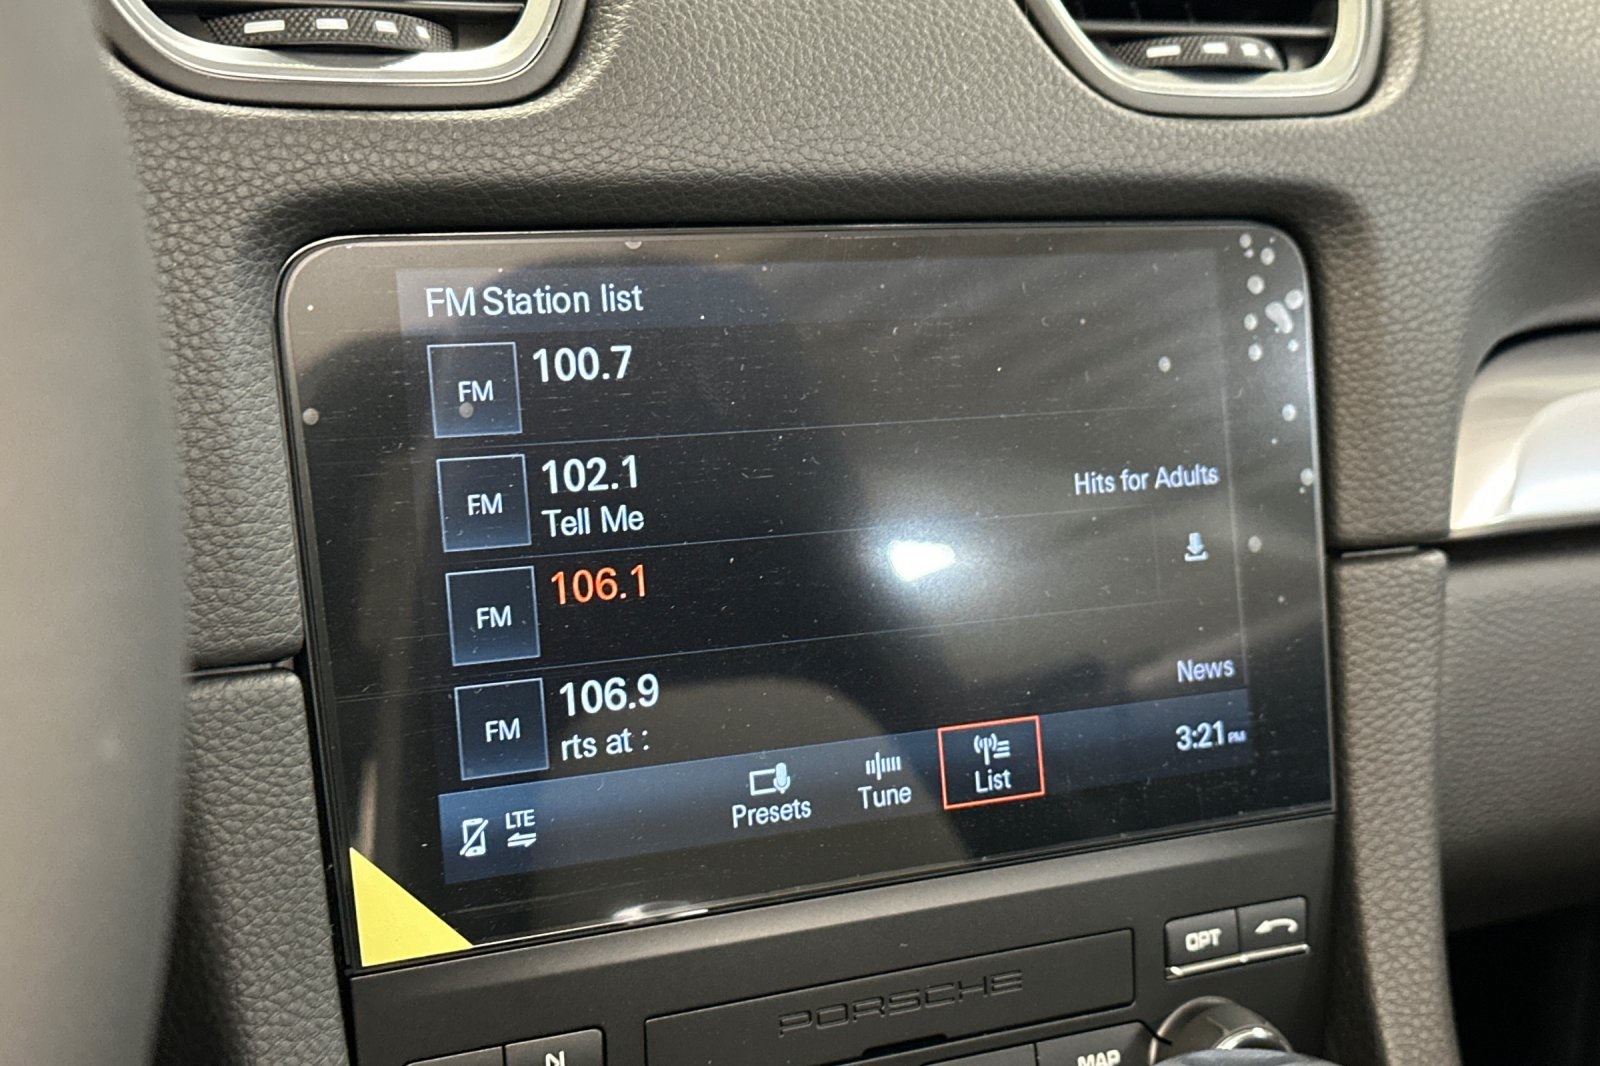 FM Station list
FM 100.7
FM 102.1 Hits for Adults
Tell Me
FM 106.1
FM 106.9 News
rts at :
LTE Presets Tune List 3:21 PM
OPT
PORSCHE
MAP